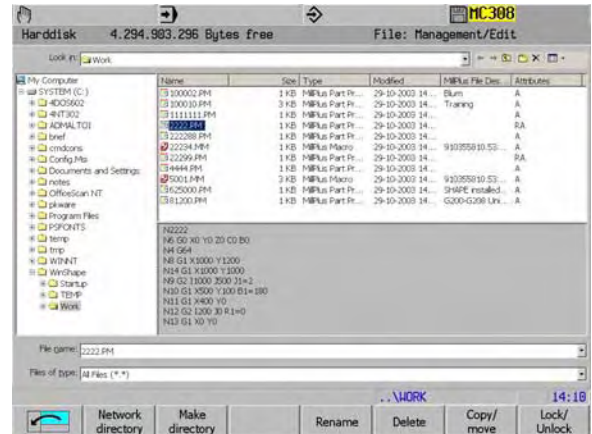 MC308
Harddisk 4.294.903.296 Bytes free File: Management/Edit
Look in: Work
My Computer
SYSTEM (C:)
4DOS602
4NT302
ADMALTOI
bref
cmdcons
Config.Msi
Documents and Settings
notes
OfficeScan NT
pkware
Program Files
PSFONTS
temp
tmp
WINNT
WinShape
Startup
TEMP
Work
Name Size Type Modified MillPlus File Des... Attributes
100002.PM 1 KB MillPlus Part Pr... 29-10-2003 14... Blum A
100010.PM 3 KB MillPlus Part Pr... 29-10-2003 14... Training A
1111111.PM 1 KB MillPlus Part Pr... 29-10-2003 14... A
2222.PM 1 KB MillPlus Part Pr... 29-10-2003 14... RA
222288.PM 1 KB MillPlus Part Pr... 29-10-2003 14... A
22234.MM 1 KB MillPlus Macro 29-10-2003 14... 910355810.53... A
22299.PM 1 KB MillPlus Part Pr... 29-10-2003 14... RA
4444.PM 1 KB MillPlus Part Pr... 29-10-2003 14... A
5001.MM 3 KB MillPlus Macro 29-10-2003 14... 910355810.53... A
625000.PM 1 KB MillPlus Part Pr... 29-10-2003 14... SHAPE installed... A
81200.PM 1 KB MillPlus Part Pr... 29-10-2003 14... G200-G208 Uni... A
N2222
N6 G0 X0 Y0 Z0 C0 B0
N4 G64
N8 G1 X1000 Y1200
N14 G1 X1000 Y1000
N9 G2 I1000 J500 J1=2
N10 G1 X500 Y100 B1=180
N11 G1 X400 Y0
N12 G2 I200 J0 R1=0
N13 G1 X0 Y0
File name: 2222.PM
Files of type: All Files (*.*)
..\WORK 14:18
Network directory
Make directory
Rename
Delete
Copy/ move
Lock/ Unlock